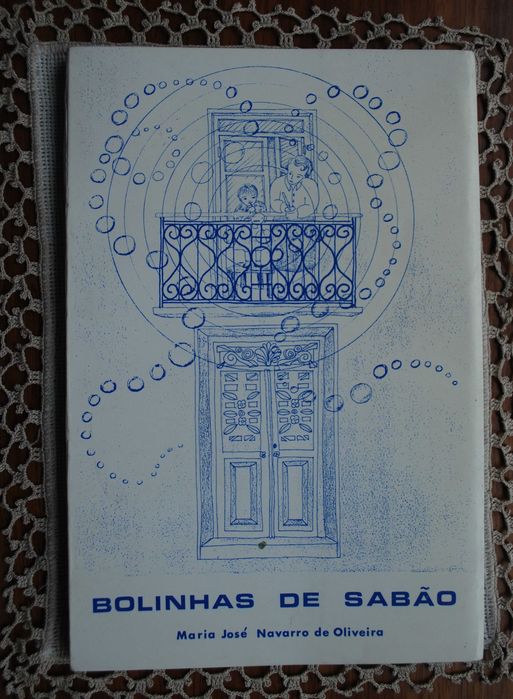 BOLINHAS DE SABÃO
Maria José Navarro de Oliveira